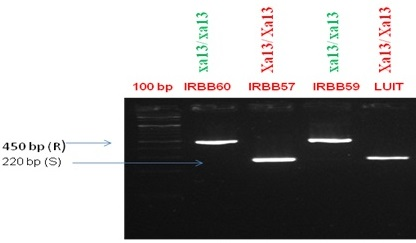 xa13/xa13 Xa13/Xa13 xa13/xa13 Xa13/Xa13
100 bp IRBB60 IRBB57 IRBB59 LUIT
450 bp (R)
220 bp (S)